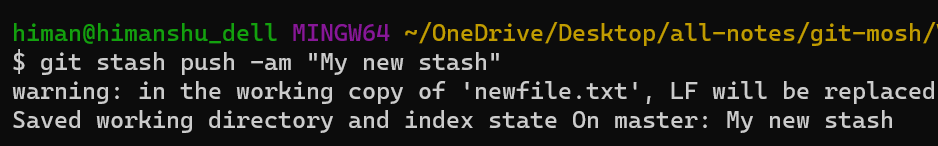 himan@himanshu_dell MINGW64 ~/OneDrive/Desktop/all-notes/git-mosh/
$ git stash push -am "My new stash"
warning: in the working copy of 'newfile.txt', LF will be replaced
Saved working directory and index state On master: My new stash